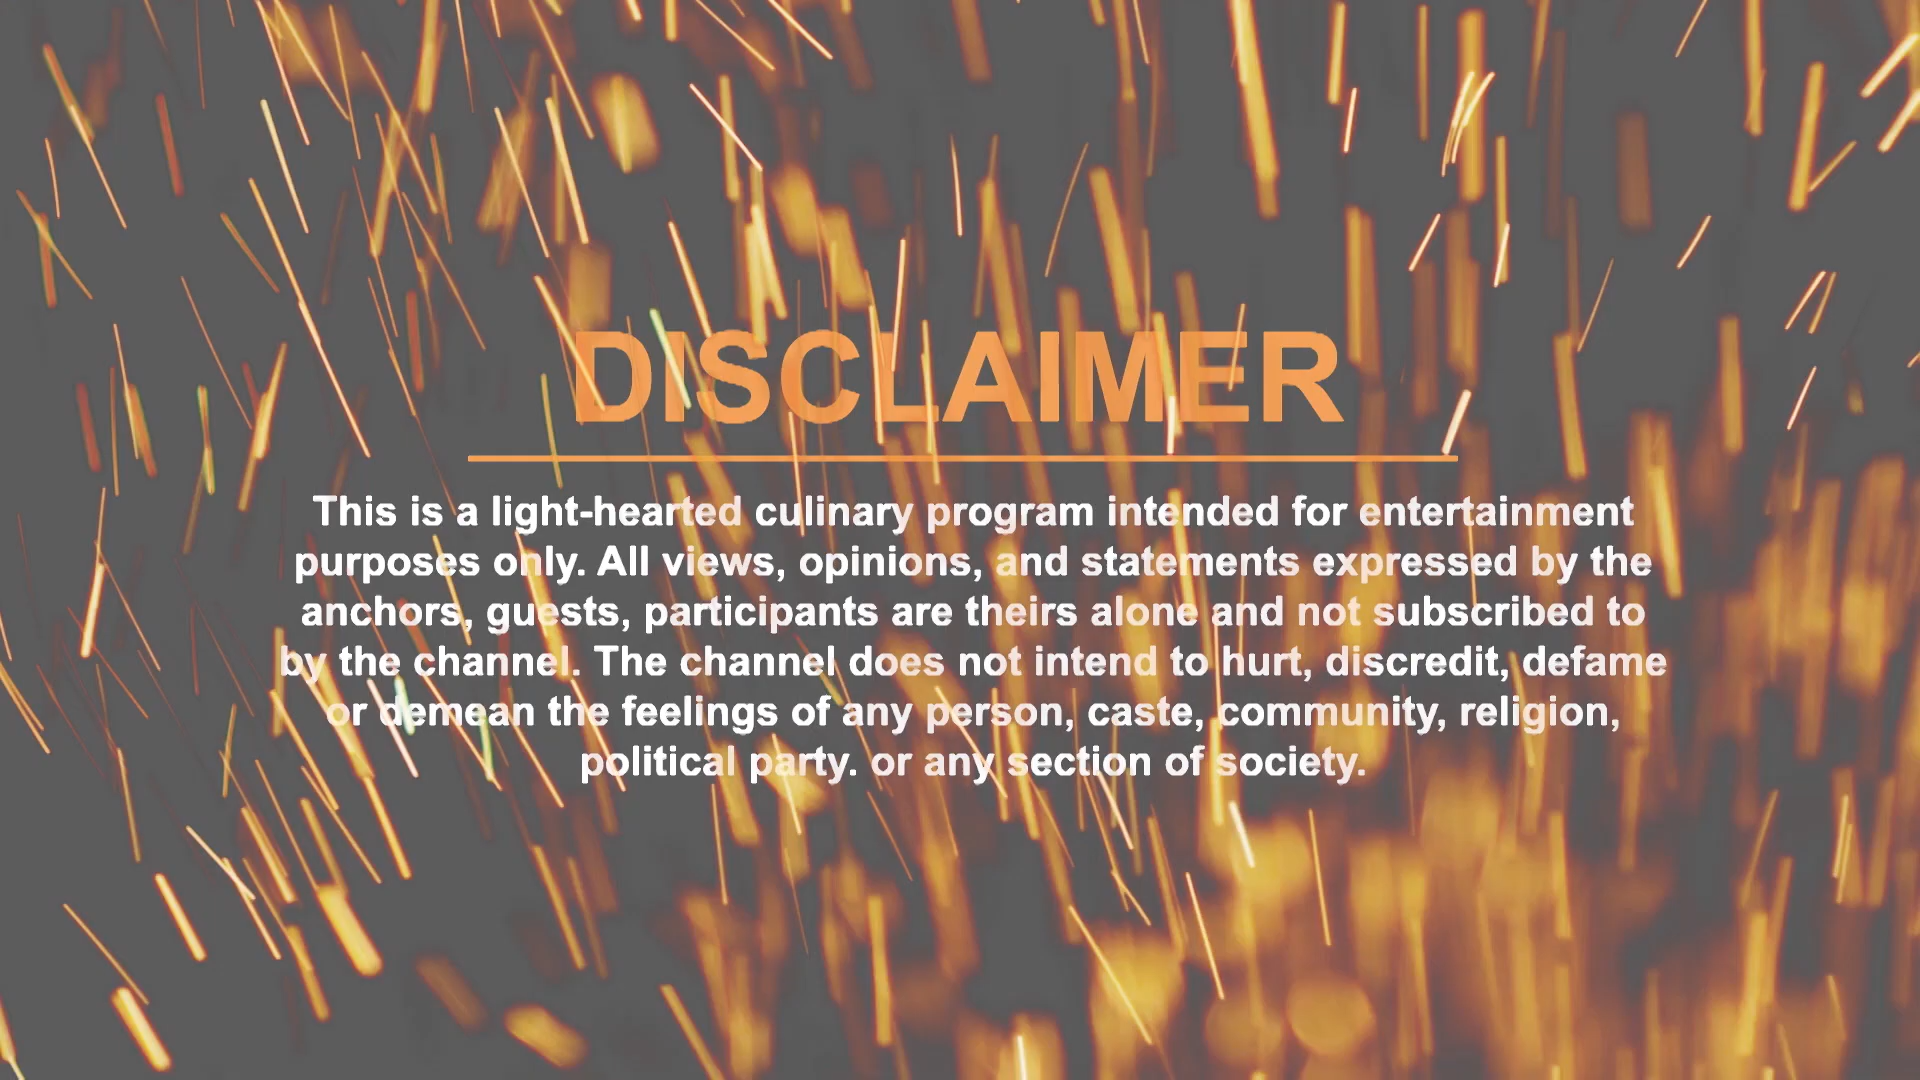 DISCLAIMER
This is a light-hearted culinary program intended for entertainment
purposes only. All views, opinions, and statements expressed by the
anchors, guests, participants are theirs alone and not subscribed to
by the channel. The channel does not intend to hurt, discredit, defame
or demean the feelings of any person, caste, community, religion,
political party. or any section of society.